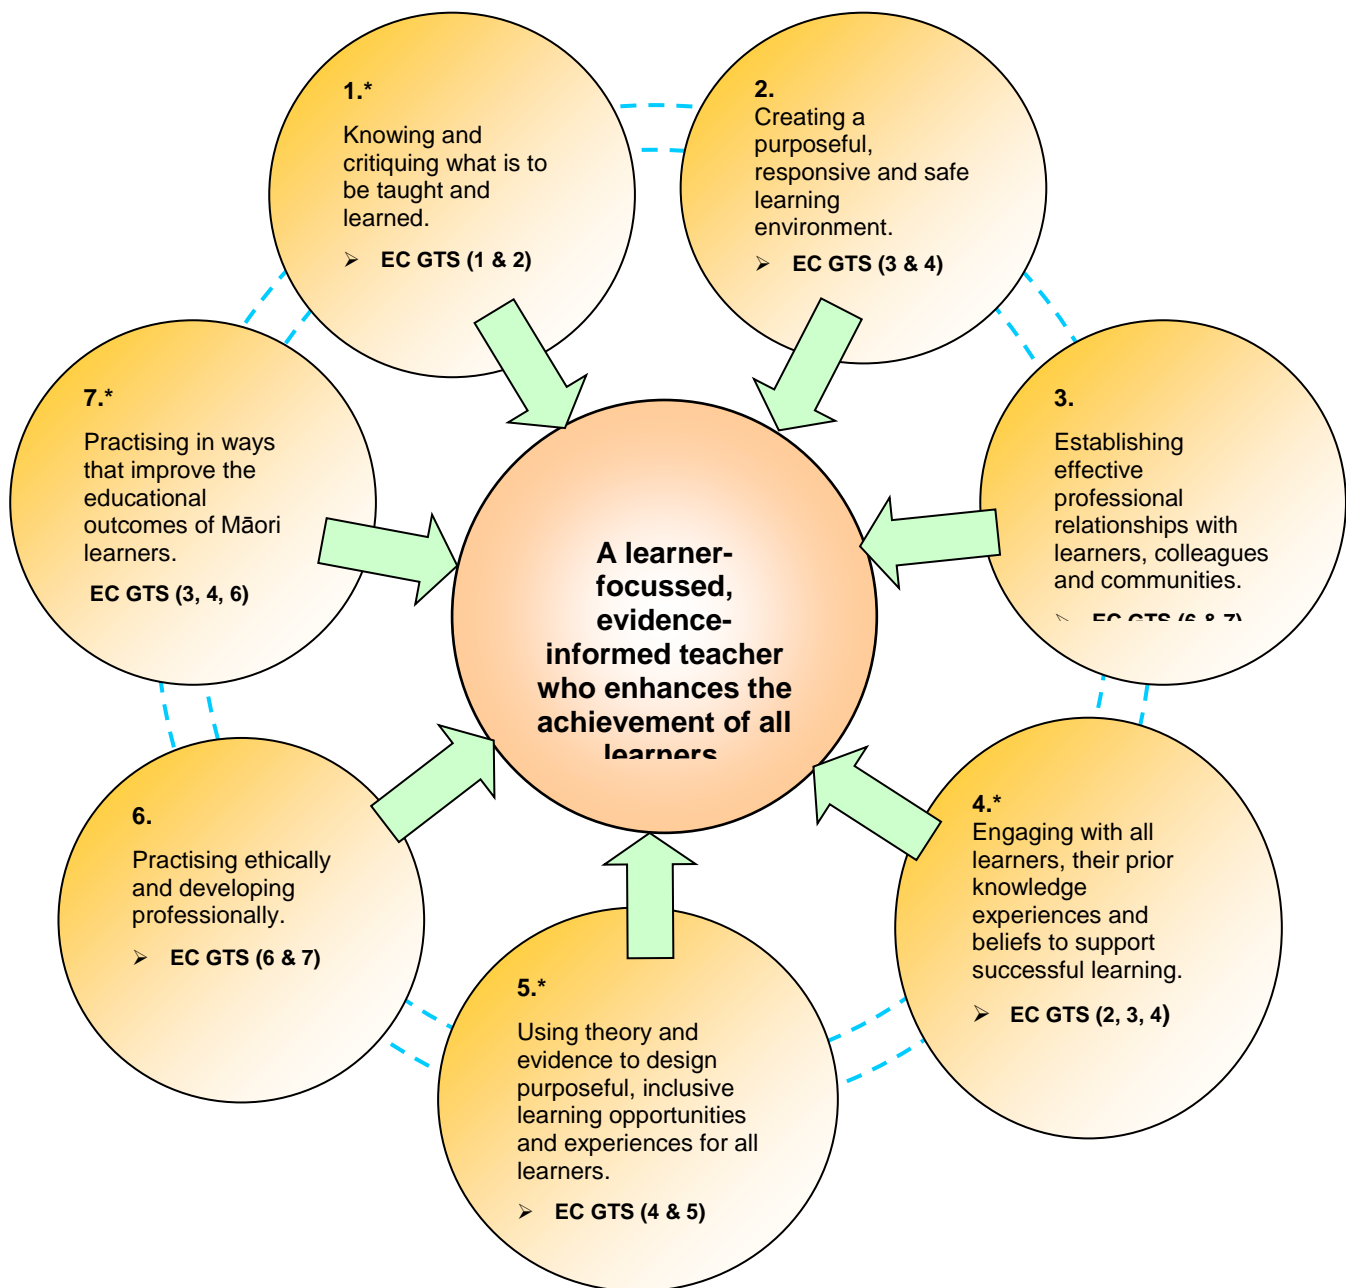 1.*
Knowing and
critiquing what is to
be taught and
learned.
➢ EC GTS (1 & 2)
2.
Creating a
purposeful,
responsive and safe
learning
environment.
➢ EC GTS (3 & 4)
3.
Establishing
effective
professional
relationships with
learners, colleagues
and communities.
➢ EC GTS (6 & 7)
4.*
Engaging with all
learners, their prior
knowledge
experiences and
beliefs to support
successful learning.
➢ EC GTS (2, 3, 4)
5.*
Using theory and
evidence to design
purposeful, inclusive
learning opportunities
and experiences for all
learners.
➢ EC GTS (4 & 5)
6.
Practising ethically
and developing
professionally.
➢ EC GTS (6 & 7)
7.*
Practising in ways
that improve the
educational
outcomes of Māori
learners.
EC GTS (3, 4, 6)
A learner-
focussed,
evidence-
informed teacher
who enhances the
achievement of all
learners